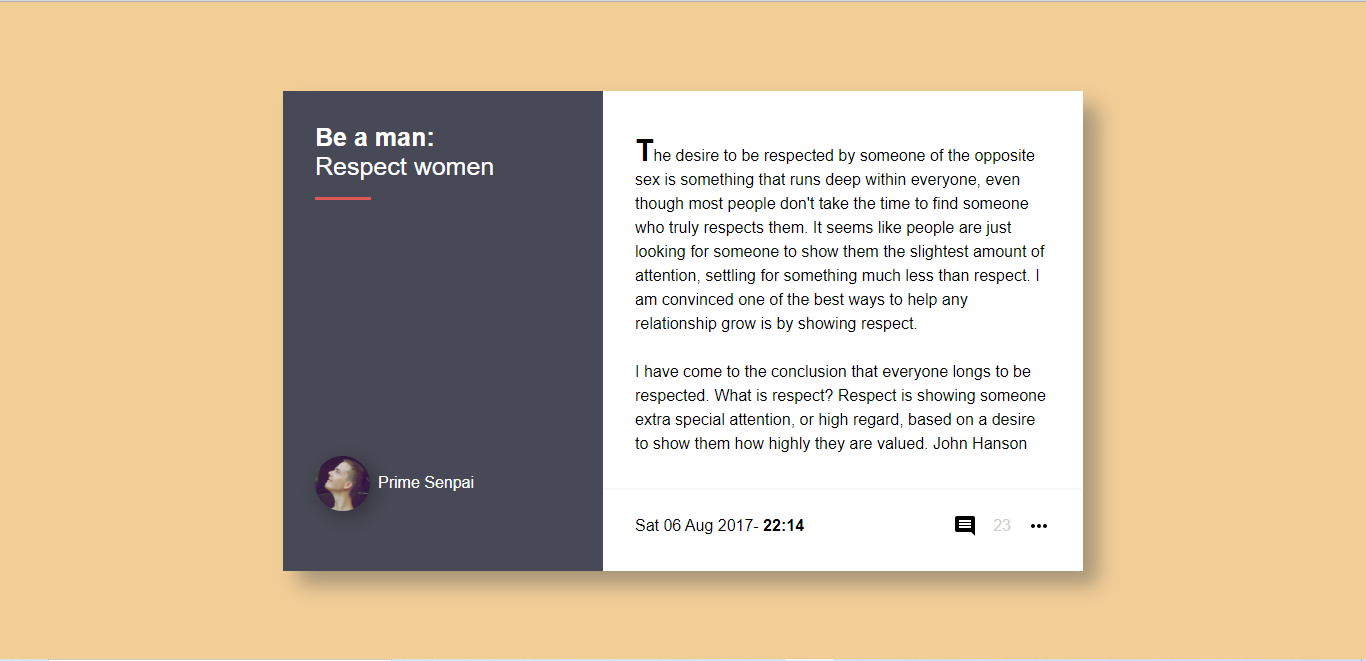 Be a man:
Respect women
Prime Senpai
The desire to be respected by someone of the opposite
sex is something that runs deep within everyone, even
though most people don't take the time to find someone
who truly respects them. It seems like people are just
looking for someone to show them the slightest amount of
attention, settling for something much less than respect. I
am convinced one of the best ways to help any
relationship grow is by showing respect.
I have come to the conclusion that everyone longs to be
respected. What is respect? Respect is showing someone
extra special attention, or high regard, based on a desire
to show them how highly they are valued. John Hanson
Sat 06 Aug 2017- 22:14
23